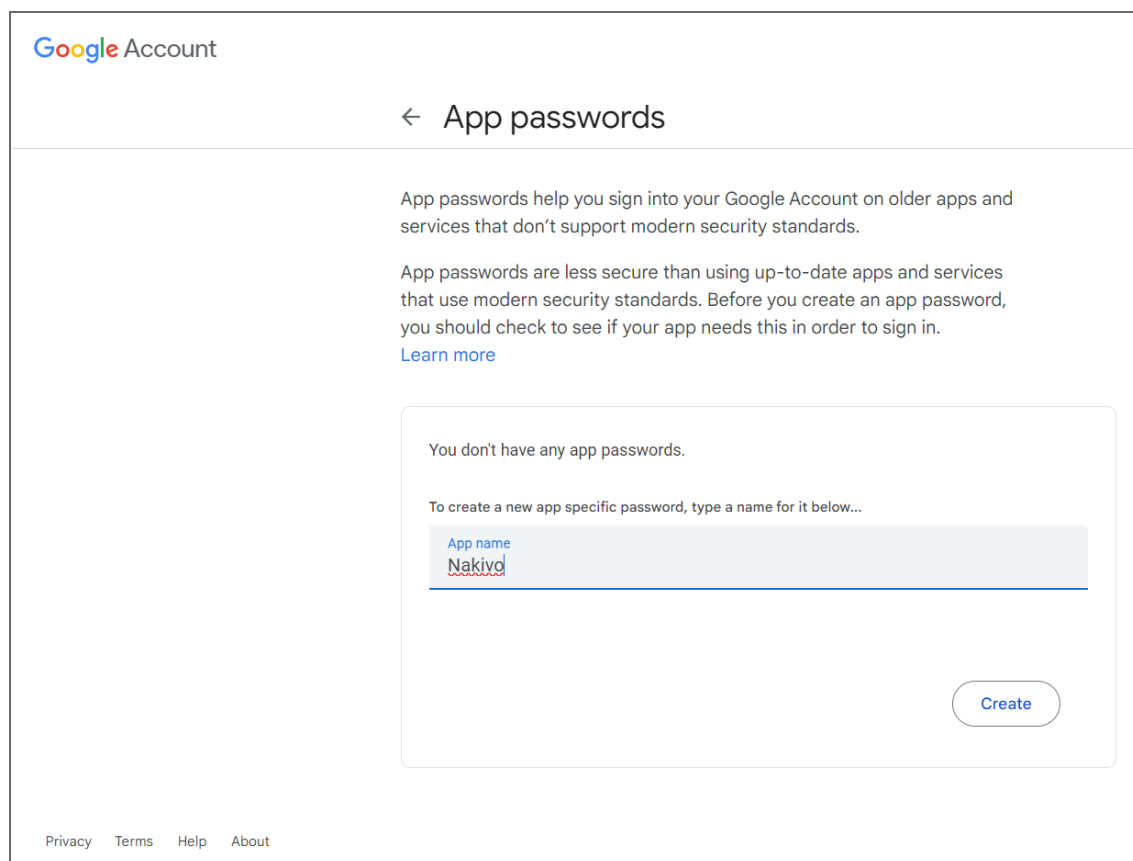 Google Account
App passwords
App passwords help you sign into your Google Account on older apps and
services that don’t support modern security standards.
App passwords are less secure than using up-to-date apps and services
that use modern security standards. Before you create an app password,
you should check to see if your app needs this in order to sign in.
Learn more
You don't have any app passwords.
To create a new app specific password, type a name for it below...
App name
Nakivo
Create
Privacy Terms Help About